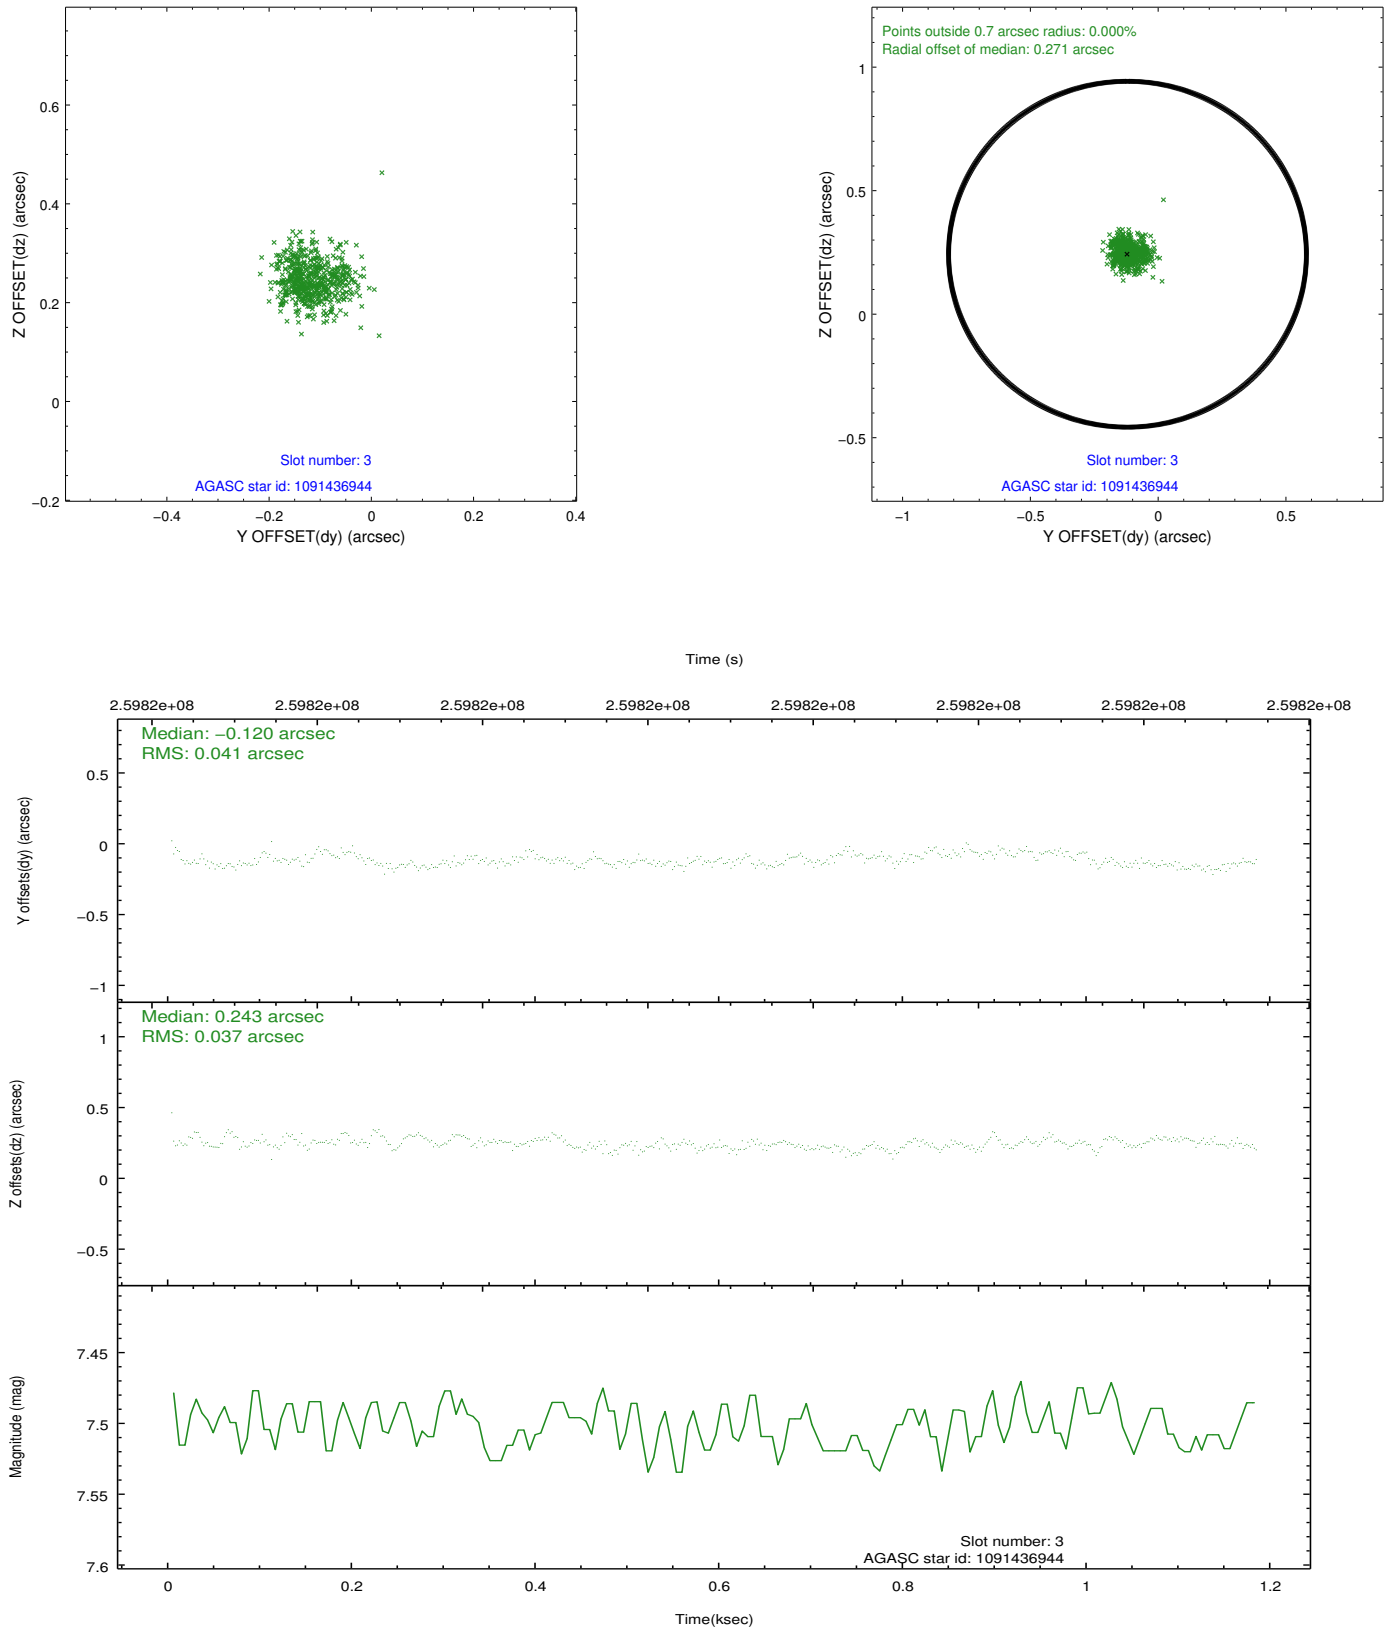 0.6
0.4
0.2
0
−0.2
Z OFFSET(dz) (arcsec)
Slot number: 3
AGASC star id: 1091436944
−0.4
−0.2
0
0.2
0.4
Y OFFSET(dy) (arcsec)
Points outside 0.7 arcsec radius: 0.000%
Radial offset of median: 0.271 arcsec
1
0.5
0
−0.5
Z OFFSET(dz) (arcsec)
Slot number: 3
AGASC star id: 1091436944
−1
−0.5
0
0.5
Y OFFSET(dy) (arcsec)
Time (s)
2.5982e+08
2.5982e+08
2.5982e+08
2.5982e+08
2.5982e+08
2.5982e+08
2.5982e+08
2.5982e+08
Median: −0.120 arcsec
RMS: 0.041 arcsec
0.5
0
−0.5
−1
Y offsets(dy) (arcsec)
Median: 0.243 arcsec
RMS: 0.037 arcsec
1
0.5
0
−0.5
Z offsets(dz) (arcsec)
7.45
7.5
7.55
7.6
Magnitude (mag)
Slot number: 3
AGASC star id: 1091436944
0
0.2
0.4
0.6
0.8
1
1.2
Time(ksec)